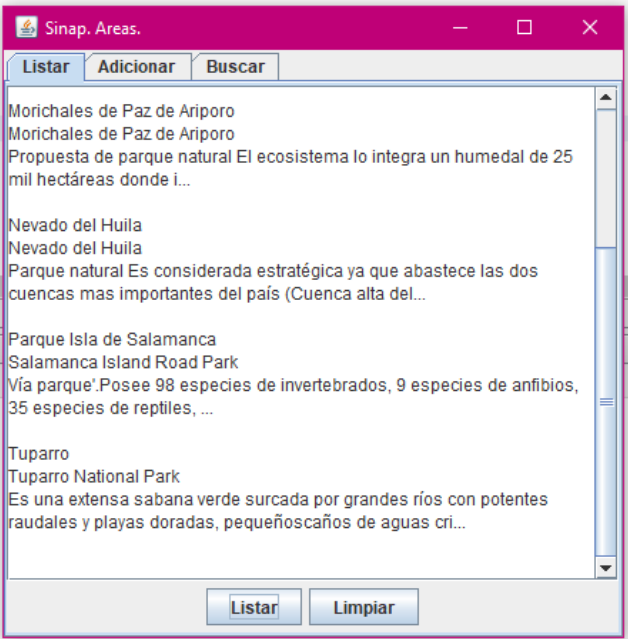 Sinap. Areas.
Listar
Adicionar
Buscar
Morichales de Paz de Ariporo
Morichales de Paz de Ariporo
Propuesta de parque natural El ecosistema lo integra un humedal de 25
mil hectáreas donde i...
Nevado del Huila
Nevado del Huila
Parque natural Es considerada estratégica ya que abastece las dos
cuencas mas importantes del país (Cuenca alta del...
Parque Isla de Salamanca
Salamanca Island Road Park
Vía parque'.Posee 98 especies de invertebrados, 9 especies de anfibios,
35 especies de reptiles, ...
Tuparro
Tuparro National Park
Es una extensa sabana verde surcada por grandes ríos con potentes
raudales y playas doradas, pequeñoscaños de aguas cri...
Listar
Limpiar